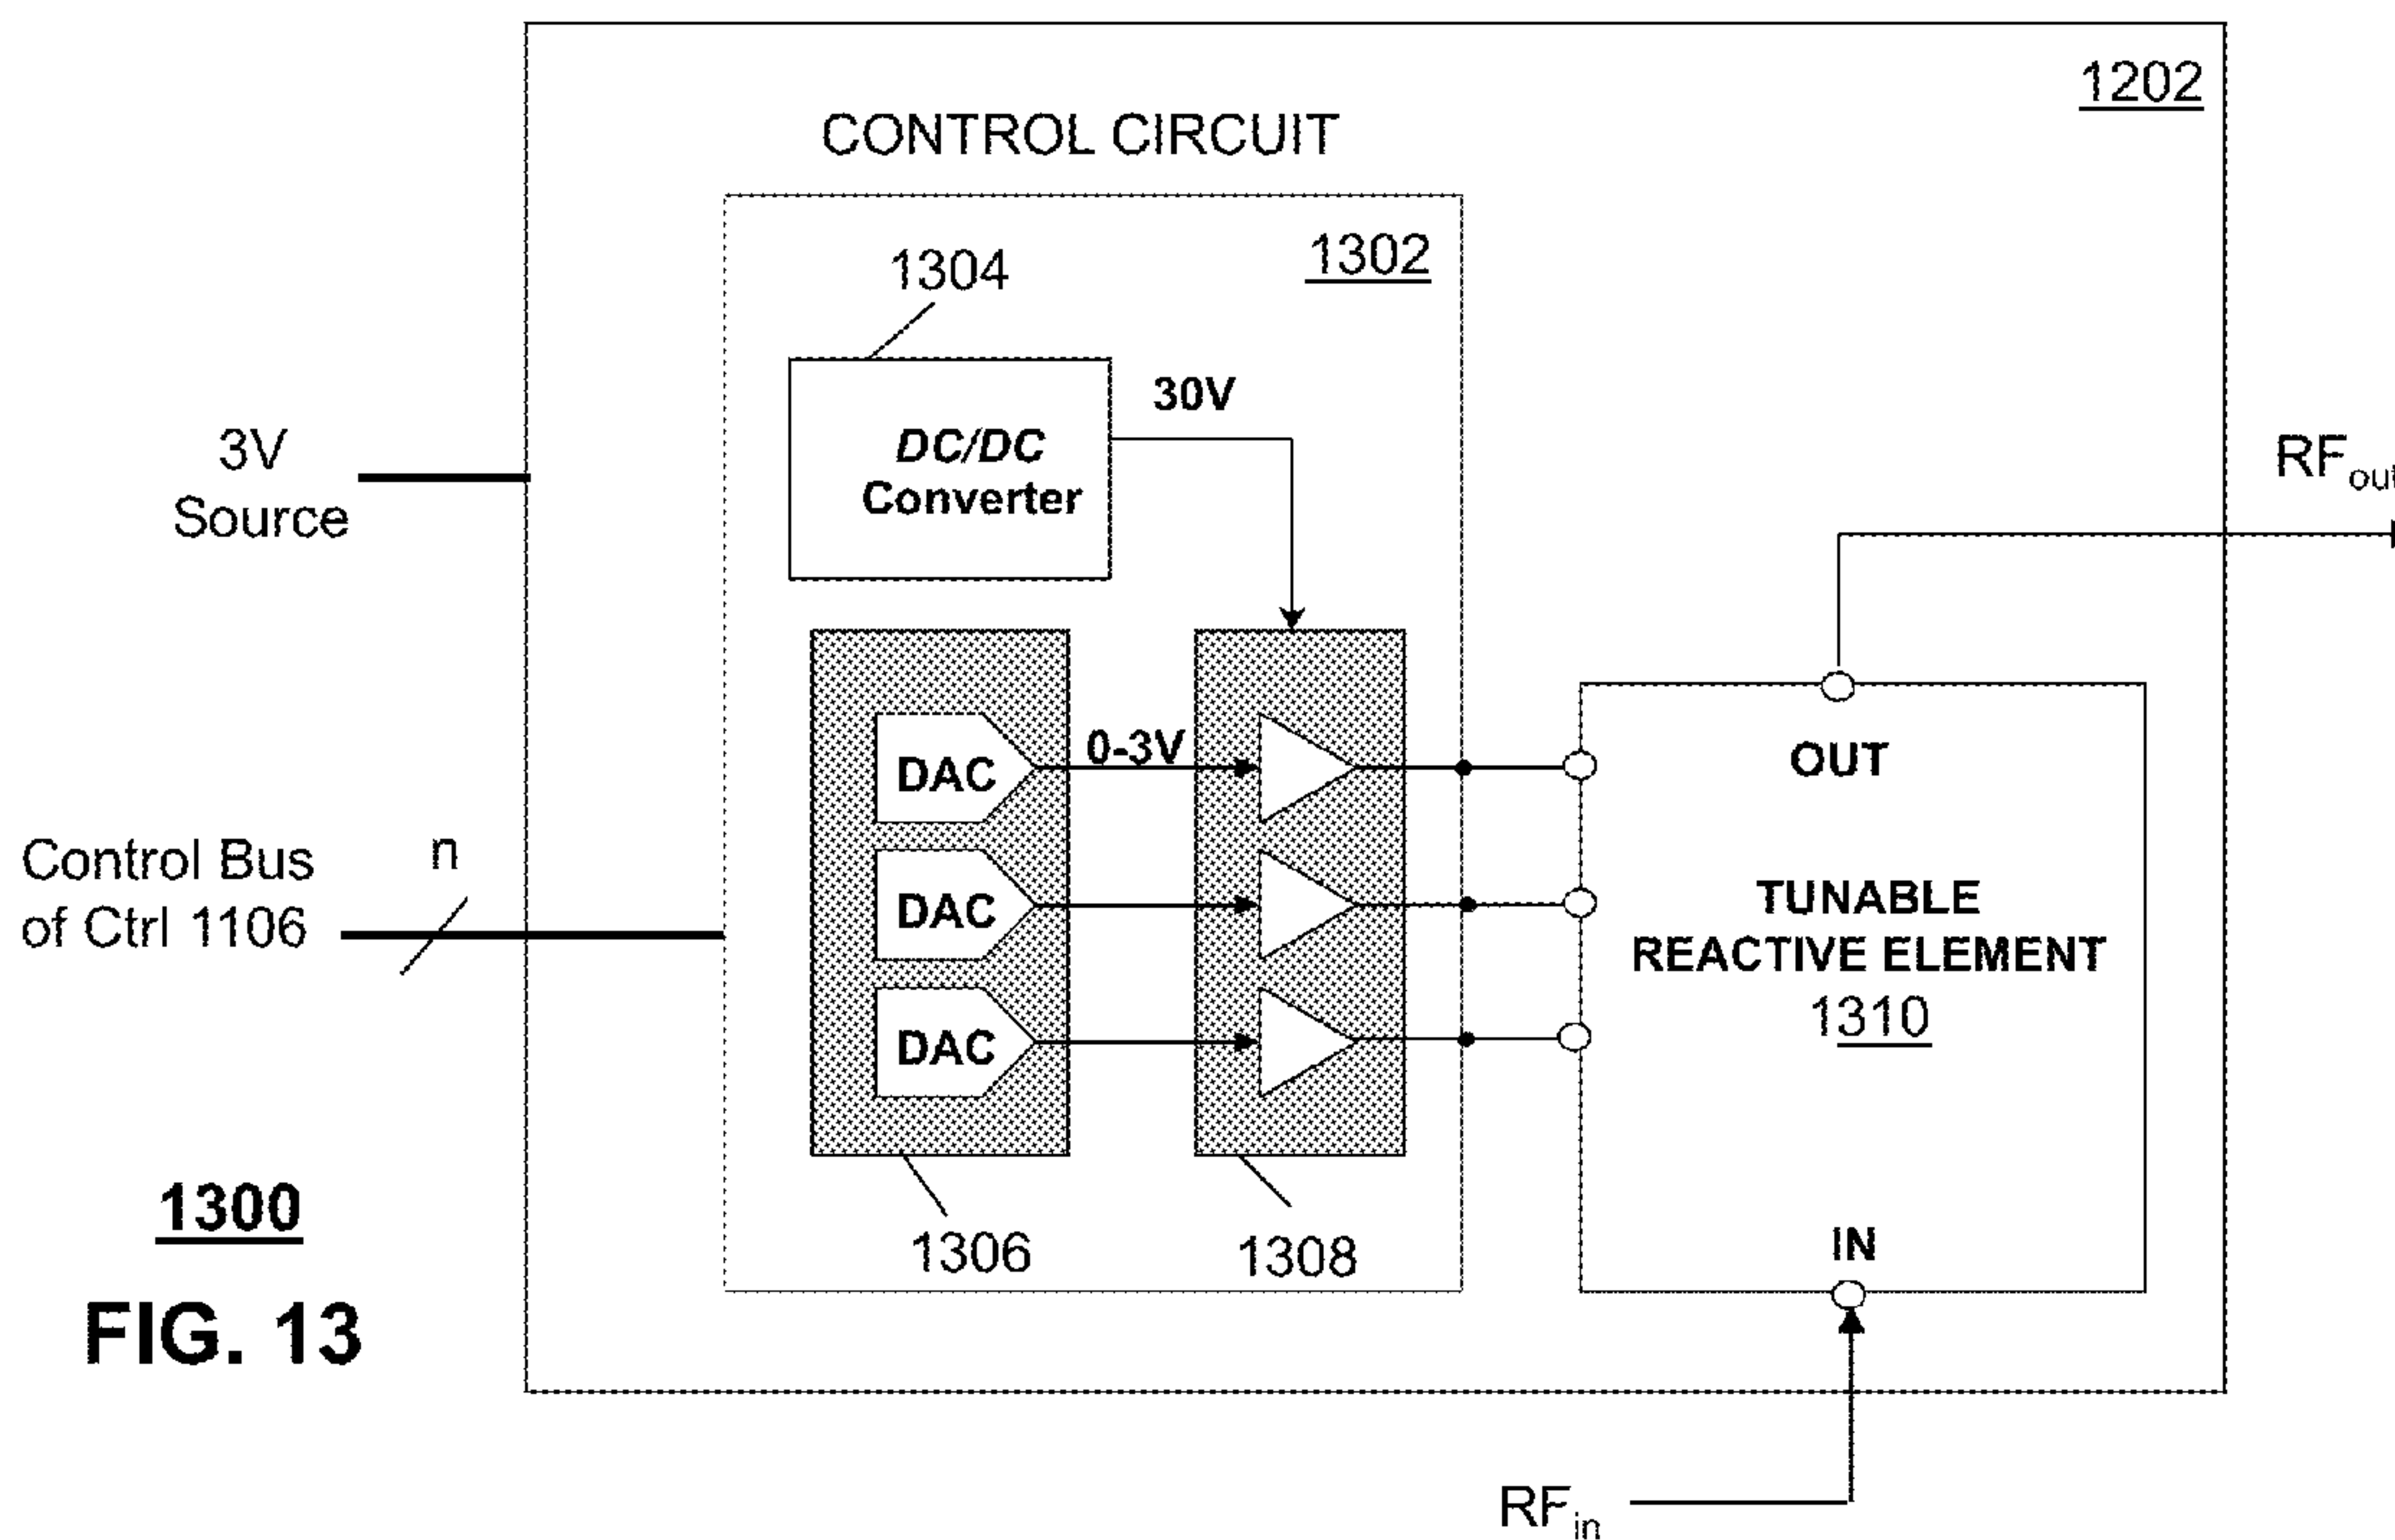 1202
CONTROL CIRCUIT
1302
1304
30V
DC/DC
Converter
3V
Source
RFout
0-3V
DAC
DAC
DAC
OUT
TUNABLE
REACTIVE ELEMENT
1310
IN
Control Bus
of Ctrl 1106
n
1306
1308
1300
FIG. 13
RFin